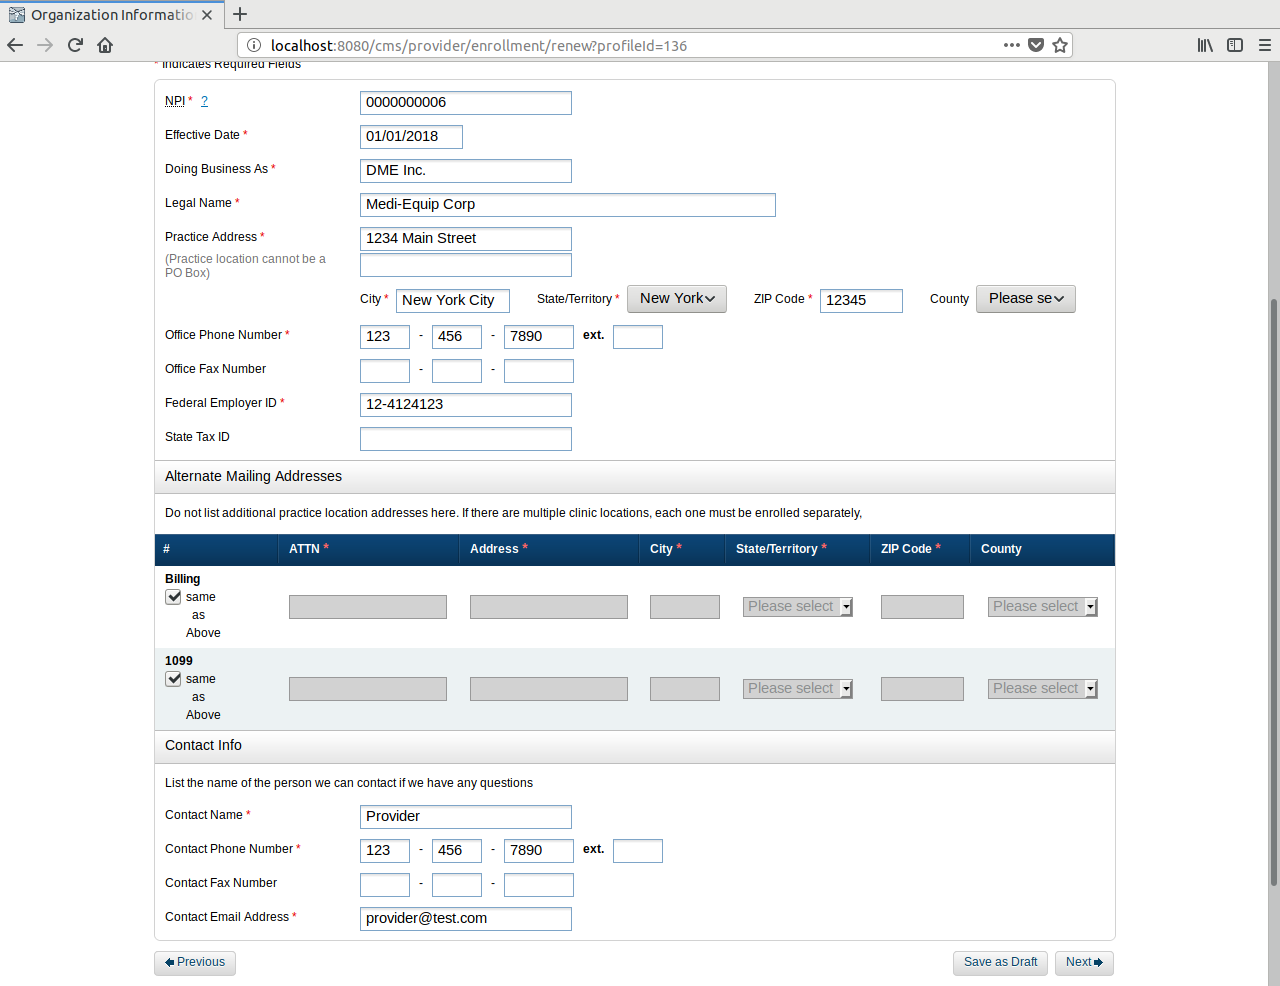 Organization Informatio
localhost:8080/cms/provider/enrollment/renew?profileId=136
* Indicates Required Fields
NPI * ? 0000000006
Effective Date * 01/01/2018
Doing Business As * DME Inc.
Legal Name * Medi-Equip Corp
Practice Address * 1234 Main Street
(Practice location cannot be a
PO Box)
City * New York City State/Territory * New York ZIP Code * 12345 County Please se
Office Phone Number * 123 - 456 - 7890 ext.
Office Fax Number - -
Federal Employer ID * 12-4124123
State Tax ID
Alternate Mailing Addresses
Do not list additional practice location addresses here. If there are multiple clinic locations, each one must be enrolled separately,
# ATTN * Address * City * State/Territory * ZIP Code * County
Billing
same
as
Above
Please select Please select
1099
same
as
Above
Please select Please select
Contact Info
List the name of the person we can contact if we have any questions
Contact Name * Provider
Contact Phone Number * 123 - 456 - 7890 ext.
Contact Fax Number - -
Contact Email Address * provider@test.com
Previous Save as Draft Next